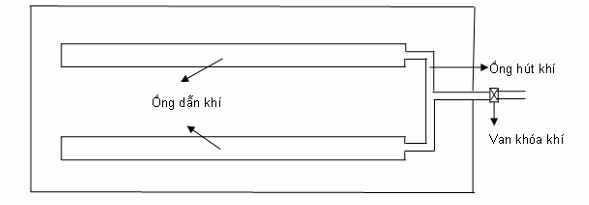 Ống hút khí
Ống dẫn khí
Van khóa khí